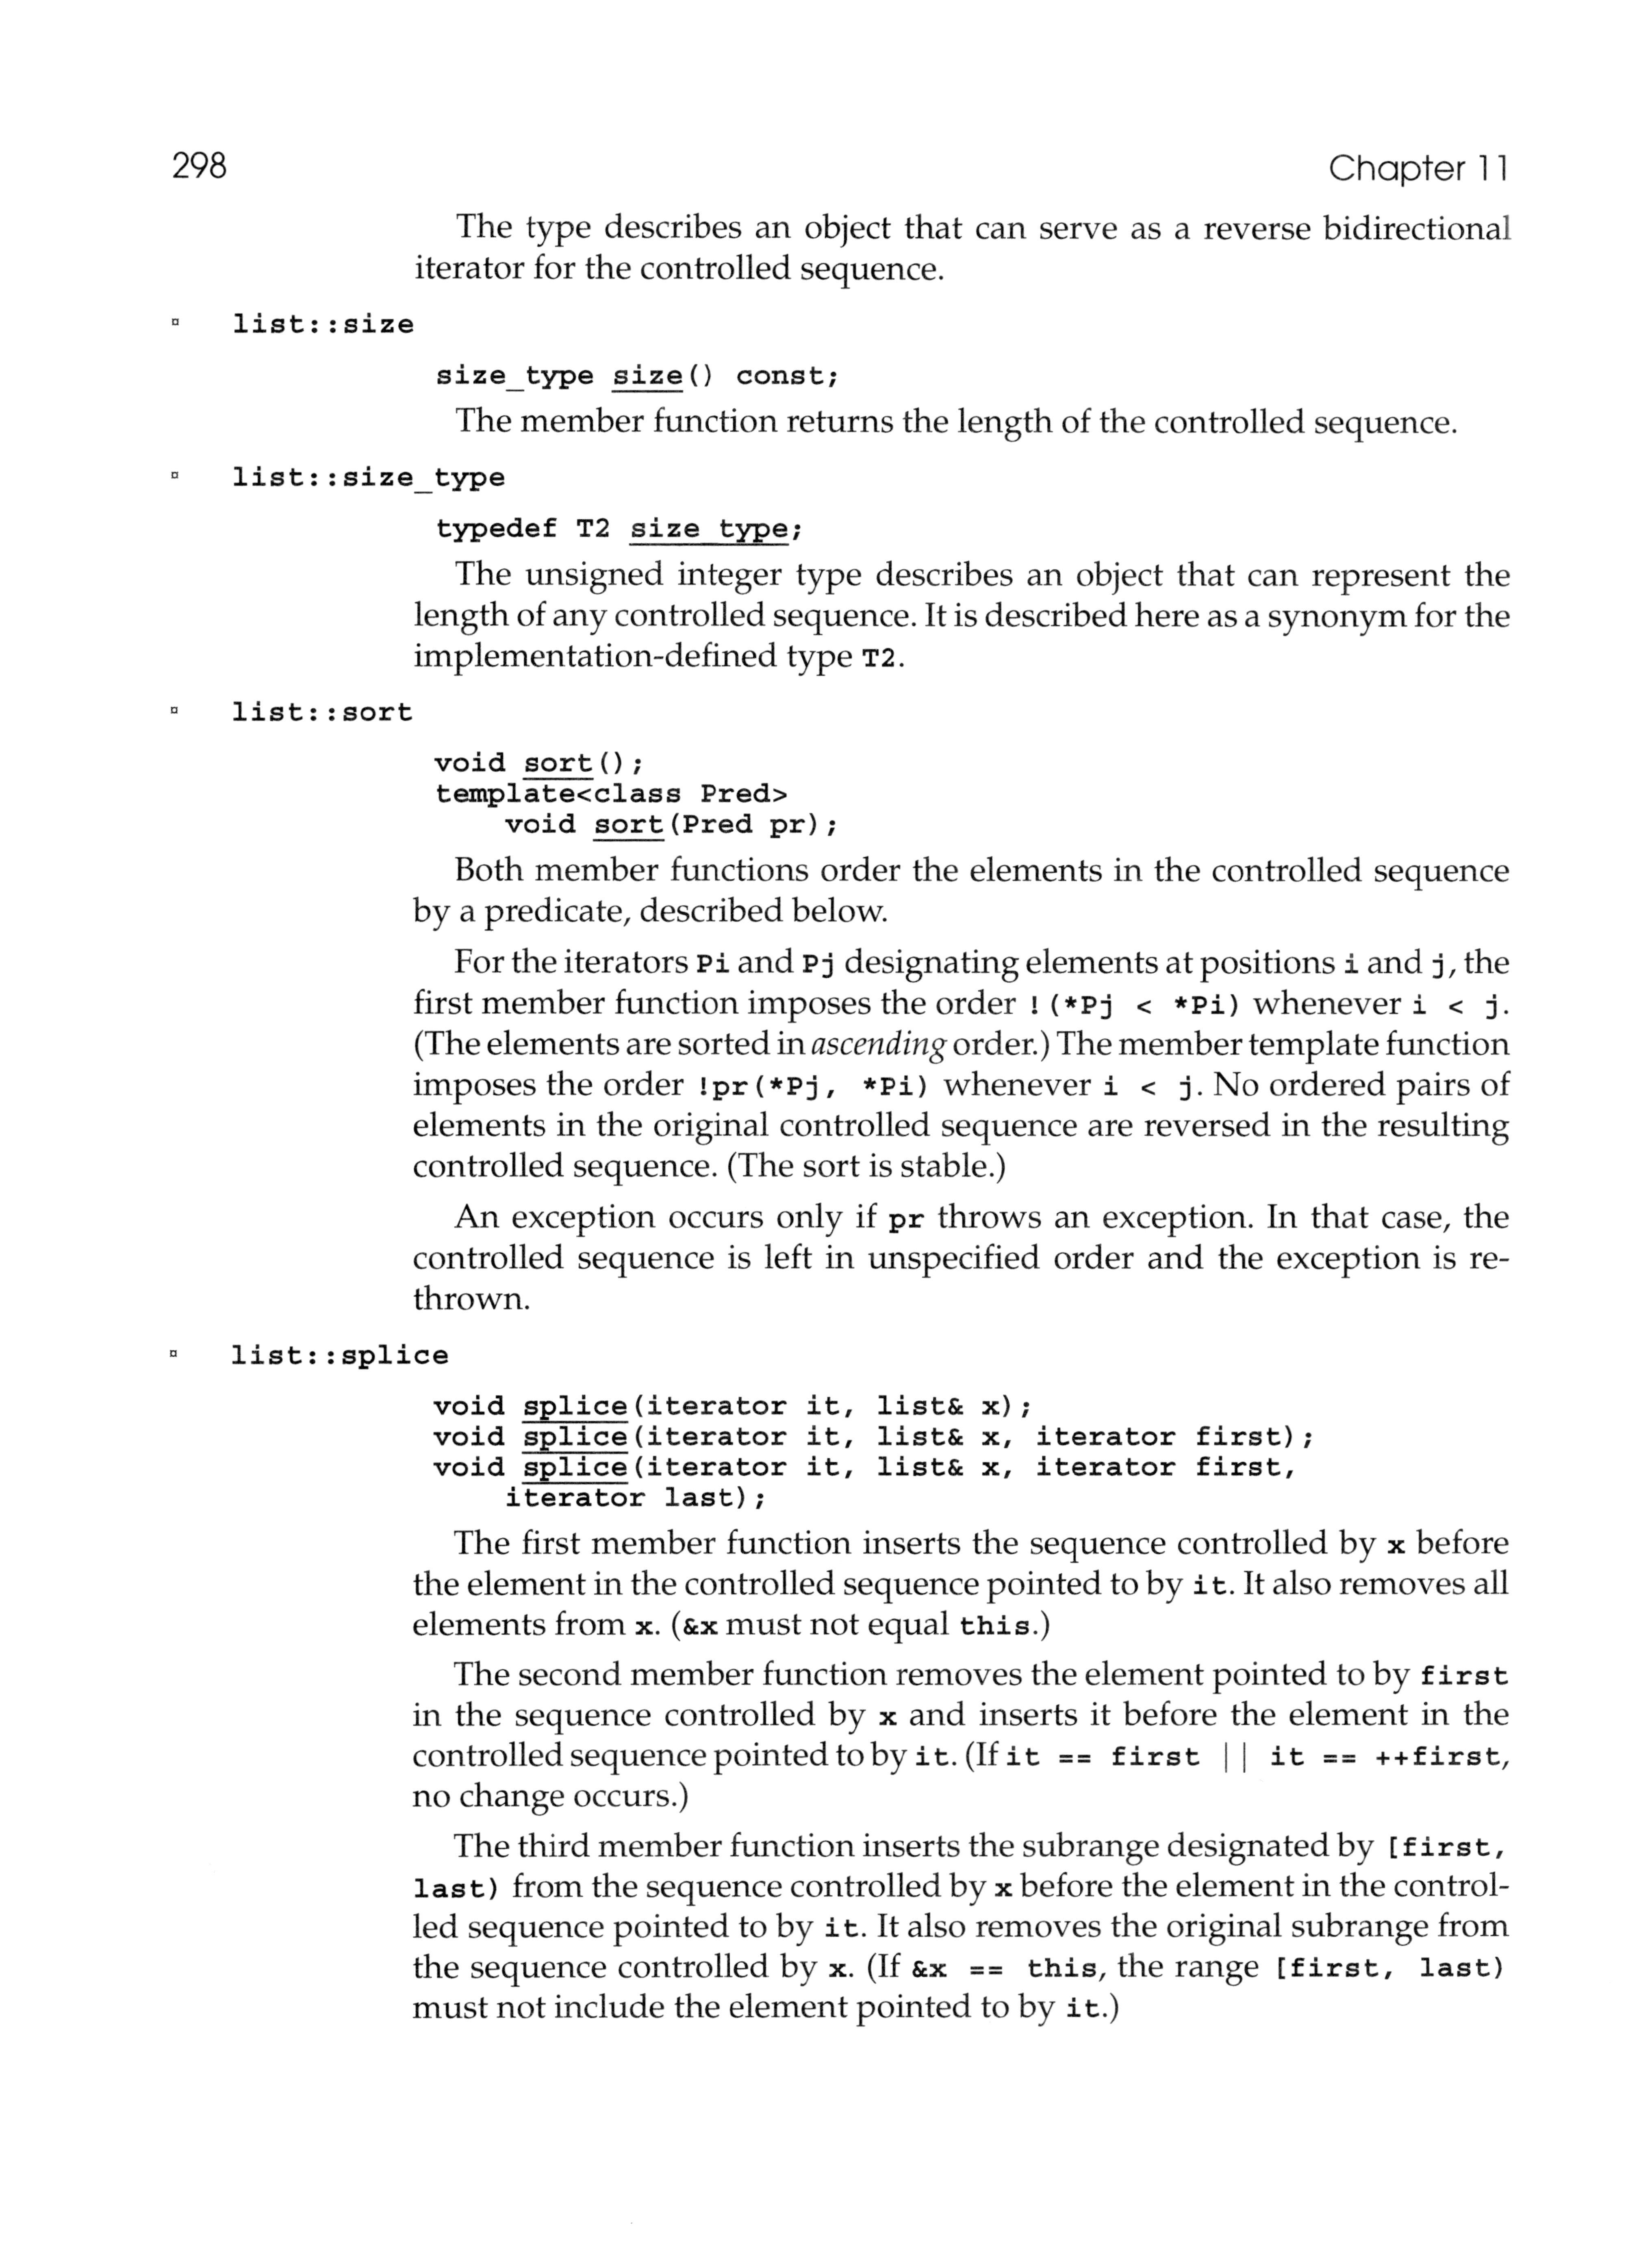 298
Chapter 11
The type describes an object that can serve as a reverse bidirectional
iterator for the controlled sequence.
¤ list::size
size_type size() const;
The member function returns the length of the controlled sequence.
¤ list::size_type
typedef T2 size_type;
The unsigned integer type describes an object that can represent the
length of any controlled sequence. It is described here as a synonym for the
implementation-defined type T2.
¤ list::sort
void sort();
template<class Pred>
void sort(Pred pr);
Both member functions order the elements in the controlled sequence
by a predicate, described below.
For the iterators Pi and Pj designating elements at positions i and j, the
first member function imposes the order !(*Pj < *Pi) whenever i < j.
(The elements are sorted in ascending order.) The member template function
imposes the order !pr(*Pj, *Pi) whenever i < j. No ordered pairs of
elements in the original controlled sequence are reversed in the resulting
controlled sequence. (The sort is stable.)
An exception occurs only if pr throws an exception. In that case, the
controlled sequence is left in unspecified order and the exception is re-
thrown.
¤ list::splice
void splice(iterator it, list& x);
void splice(iterator it, list& x, iterator first);
void splice(iterator it, list& x, iterator first,
iterator last);
The first member function inserts the sequence controlled by x before
the element in the controlled sequence pointed to by it. It also removes all
elements from x. (&x must not equal this.)
The second member function removes the element pointed to by first
in the sequence controlled by x and inserts it before the element in the
controlled sequence pointed to by it. (If it == first || it == ++first,
no change occurs.)
The third member function inserts the subrange designated by [first,
last) from the sequence controlled by x before the element in the control-
led sequence pointed to by it. It also removes the original subrange from
the sequence controlled by x. (If &x == this, the range [first, last)
must not include the element pointed to by it.)